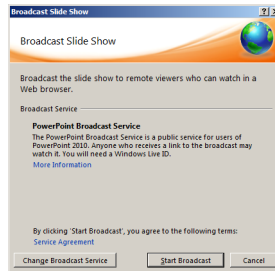 Broadcast Slide Show
Broadcast Slide Show
Broadcast the slide show to remote viewers who can watch in a
Web browser.
Broadcast Service
PowerPoint Broadcast Service
The PowerPoint Broadcast Service is a public service for users of
PowerPoint 2010. Anyone who receives a link to the broadcast may
watch it. You will need a Windows Live ID.
More Information
By clicking 'Start Broadcast', you agree to the following terms:
Service Agreement
Change Broadcast Service
Start Broadcast
Cancel